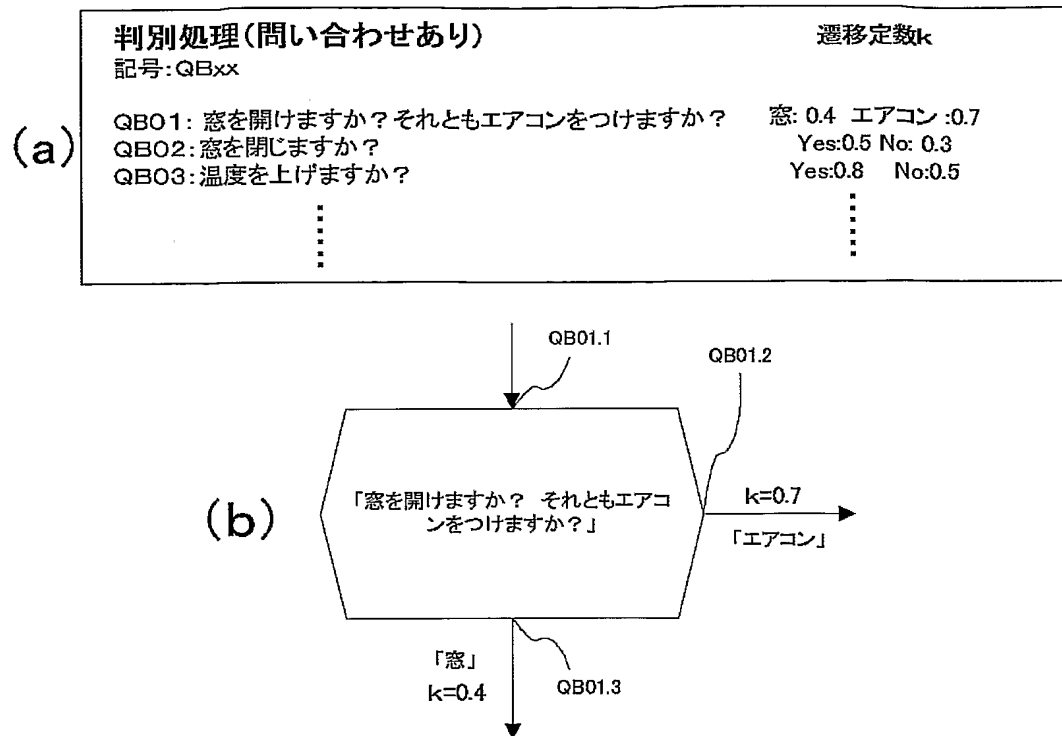 判別処理(問い合わせあり) 遷移定数k
記号:QBxx
(a)
QB01: 窓を開けますか?それともエアコンをつけますか? 窓: 0.4 エアコン :0.7
QB02:窓を閉じますか? Yes:0.5 No: 0.3
QB03:温度を上げますか? Yes:0.8 No:0.5
QB01.1
QB01.2
(b)
「窓を開けますか? それともエアコ
ンをつけますか?」
k=0.7
「エアコン」
「窓」
k=0.4
QB01.3